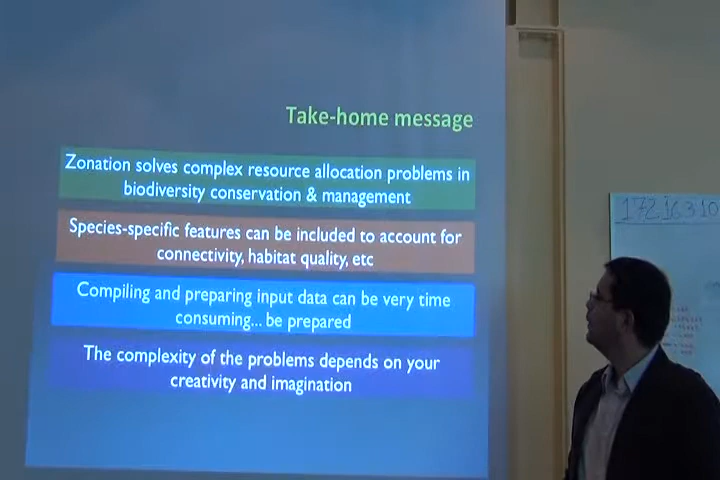 Take-home message
Zonation solves complex resource allocation problems in
biodiversity conservation & management
Species-specific features can be included to account for
connectivity, habitat quality, etc
Compiling and preparing input data can be very time
consuming... be prepared
The complexity of the problems depends on your
creativity and imagination